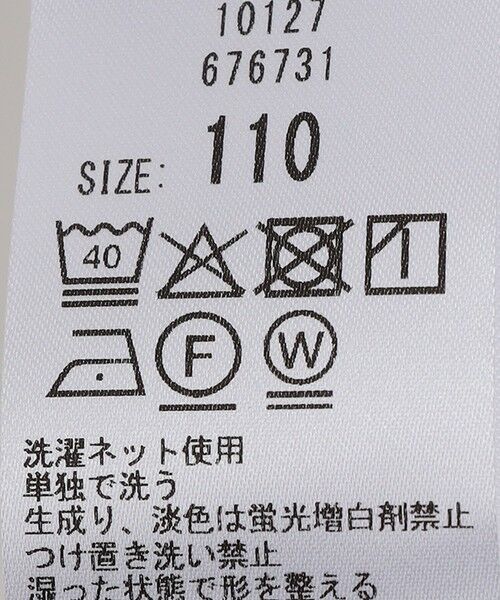 10127
676731
SIZE: 110
40
F W
洗濯ネット使用
単独で洗う
生成り、淡色は蛍光増白剤禁止
つけ置き洗い禁止
湿った状態で形を整える